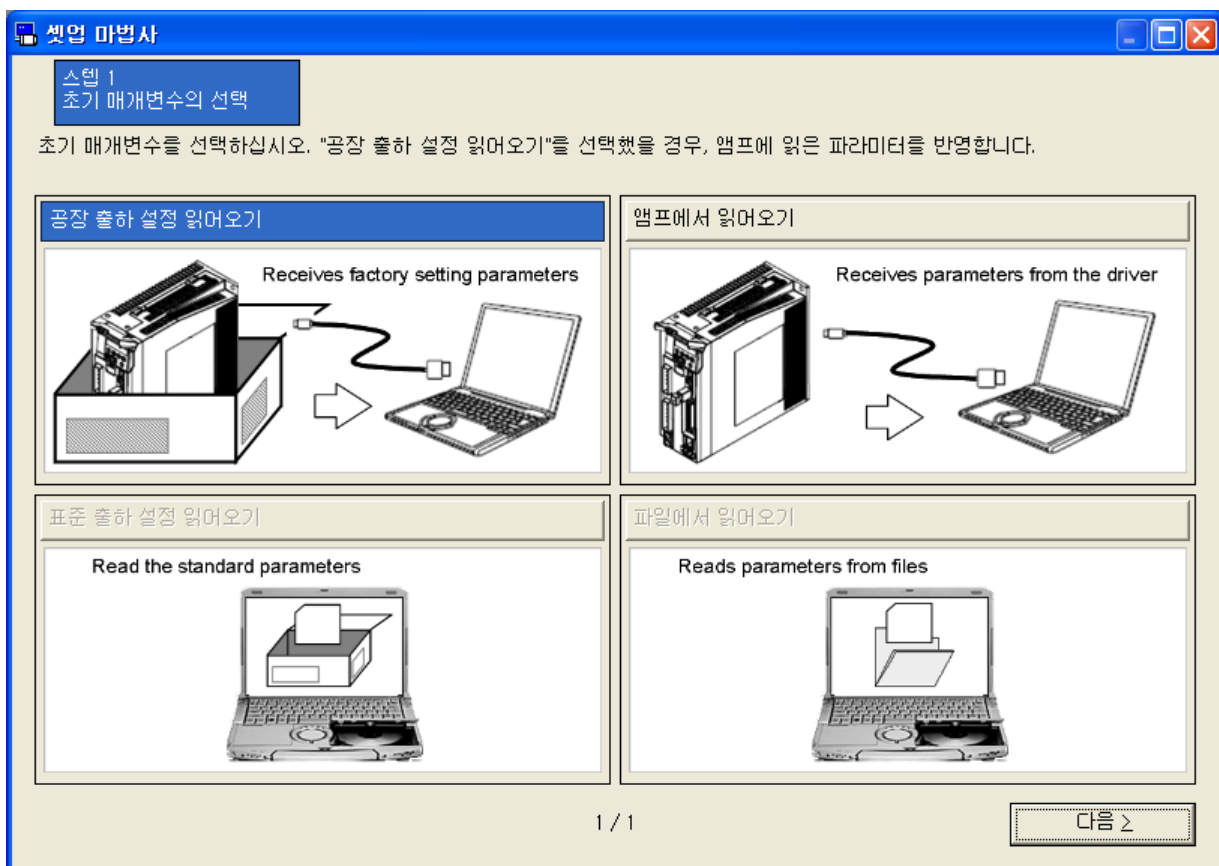 셋업 마법사
스텝 1
초기 매개변수의 선택
초기 매개변수를 선택하십시오. "공장 출하 설정 읽어오기"를 선택했을 경우, 앰프에 읽은 파라미터를 반영합니다.
공장 출하 설정 읽어오기
앰프에서 읽어오기
Receives factory setting parameters
Receives parameters from the driver
표준 출하 설정 읽어오기
파일에서 읽어오기
Read the standard parameters
Reads parameters from files
1 / 1
다음 >